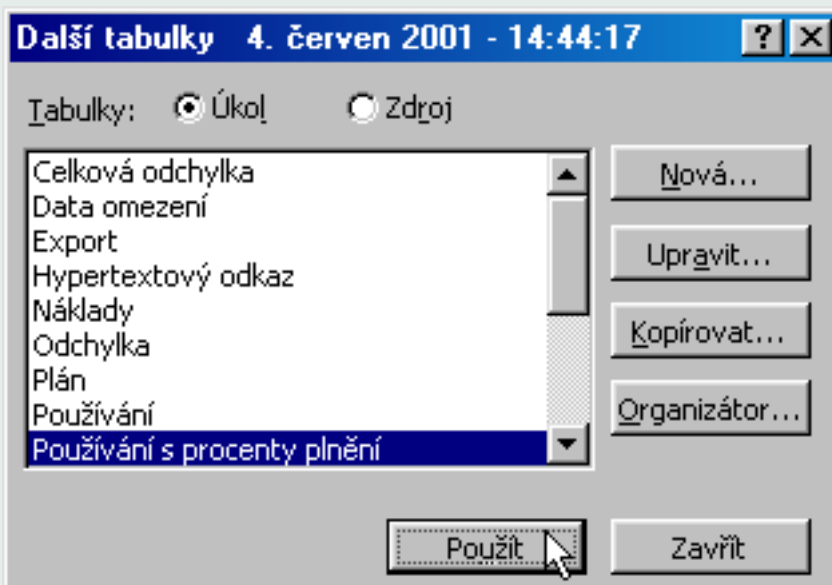 Další tabulky 4. červen 2001 - 14:44:17
Tabulky: Úkol Zdroj
Celková odchylka
Data omezení
Export
Hypertextový odkaz
Náklady
Odchylka
Plán
Používání
Používání s procenty plnění
Nová...
Upravit...
Kopírovat...
Organizátor...
Použít
Zavřít